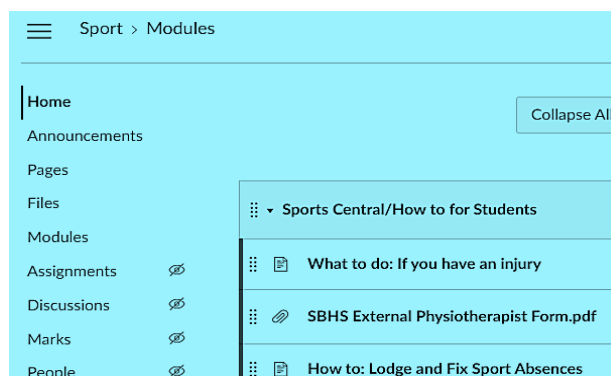 Sport > Modules
Home
Announcements
Pages
Files
Modules
Assignments
Discussions
Marks
People
Collapse All
Sports Central/How to for Students
What to do: If you have an injury
SBHS External Physiotherapist Form.pdf
How to: Lodge and Fix Sport Absences